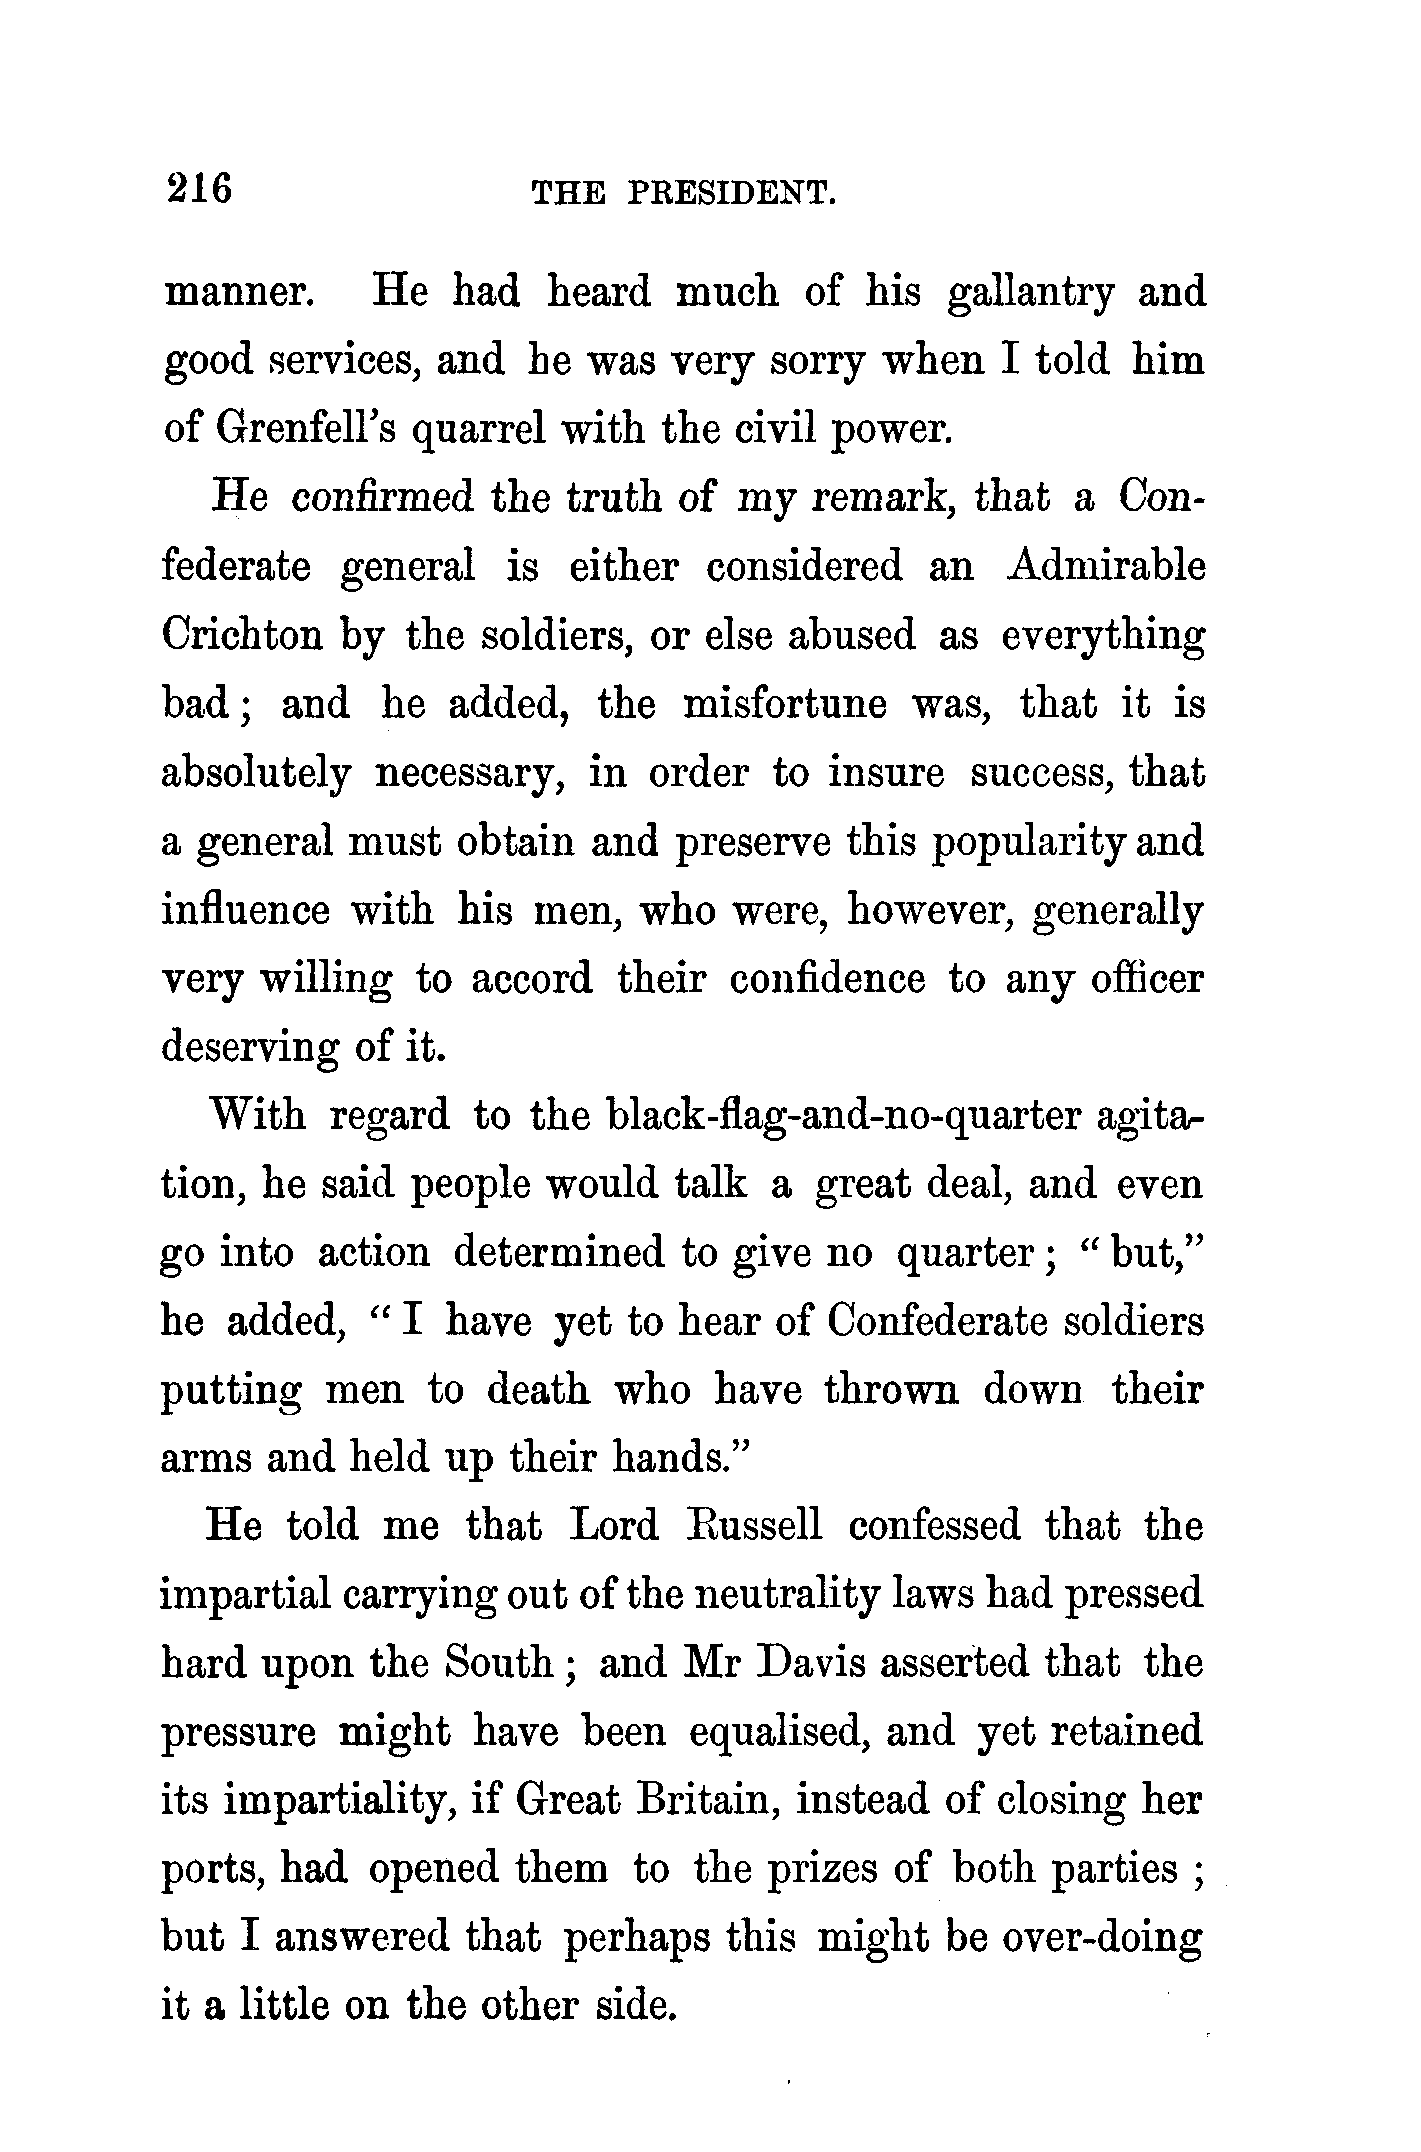 216 THE PRESIDENT.
manner. He had heard much of his gallantry and
good services, and he was very sorry when I told him
of Grenfell's quarrel with the civil power.
He confirmed the truth of my remark, that a Con-
federate general is either considered an Admirable
Crichton by the soldiers, or else abused as everything
bad ; and he added, the misfortune was, that it is
absolutely necessary, in order to insure success, that
a general must obtain and preserve this popularity and
influence with his men, who were, however, generally
very willing to accord their confidence to any officer
deserving of it.
With regard to the black-flag-and-no-quarter agita-
tion, he said people would talk a great deal, and even
go into action determined to give no quarter ; “ but,”
he added, “ I have yet to hear of Confederate soldiers
putting men to death who have thrown down their
arms and held up their hands.”
He told me that Lord Russell confessed that the
impartial carrying out of the neutrality laws had pressed
hard upon the South ; and Mr Davis asserted that the
pressure might have been equalised, and yet retained
its impartiality, if Great Britain, instead of closing her
ports, had opened them to the prizes of both parties ;
but I answered that perhaps this might be over-doing
it a little on the other side.